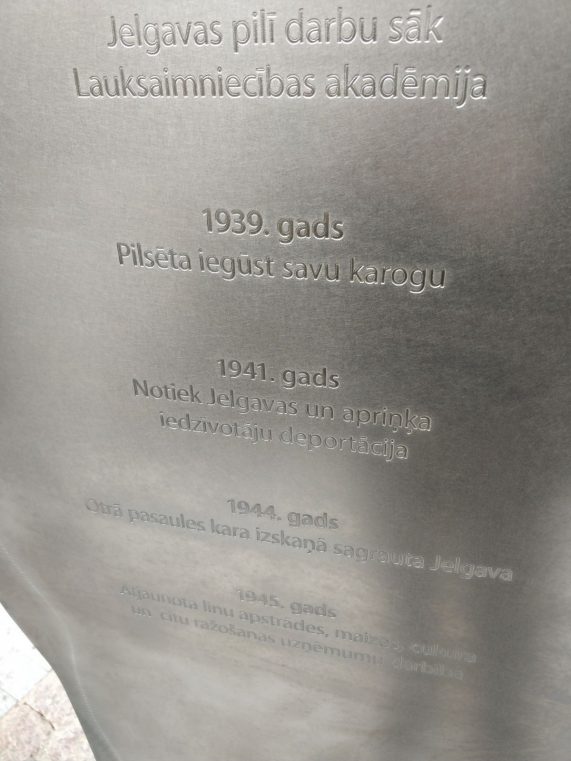 Jelgavas pilī darbu sāk
Lauksaimniecības akadēmija
1939. gads
Pilsēta iegūst savu karogu
1941. gads
Notiek Jelgavas un apriņķa
iedzīvotāju deportācija
1944. gads
Otrā pasaules kara izskaņā sagrauta Jelgava
1945. gads
Atjaunota linu apstrādes, maizes, cukura
un citu ražošanas uzņēmumu darbība